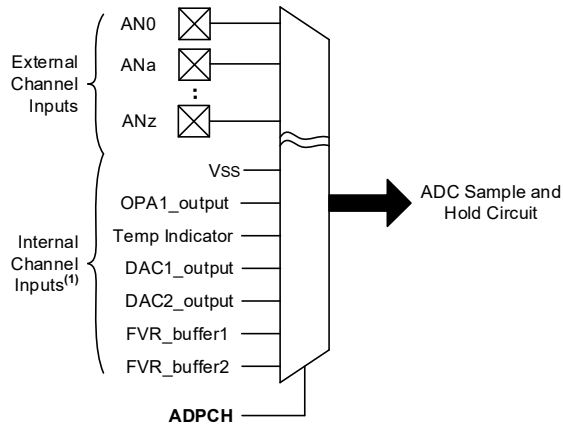 AN0
External
Channel
Inputs
ANa
:
ANz
Vss
OPA1_output
Temp Indicator
Internal
Channel
Inputs(1)
DAC1_output
DAC2_output
FVR_buffer1
FVR_buffer2
ADPCH
ADC Sample and
Hold Circuit